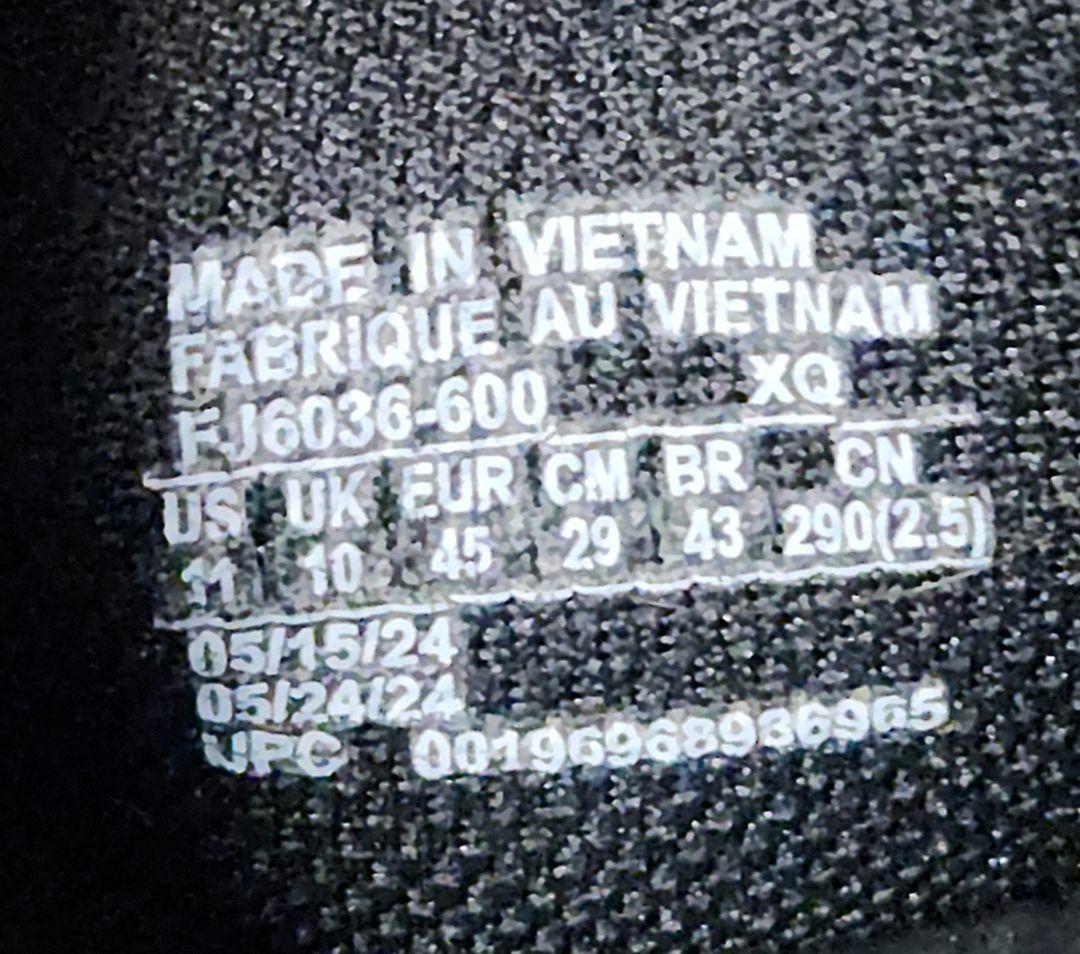 MADE IN VIETNAM
FABRIQUE AU VIETNAM
FJ6036-600 XQ
US UK EUR CM BR CN
11 10 45 29 43 290(2.5)
05/15/24
05/24/24
UPC 00196968936965